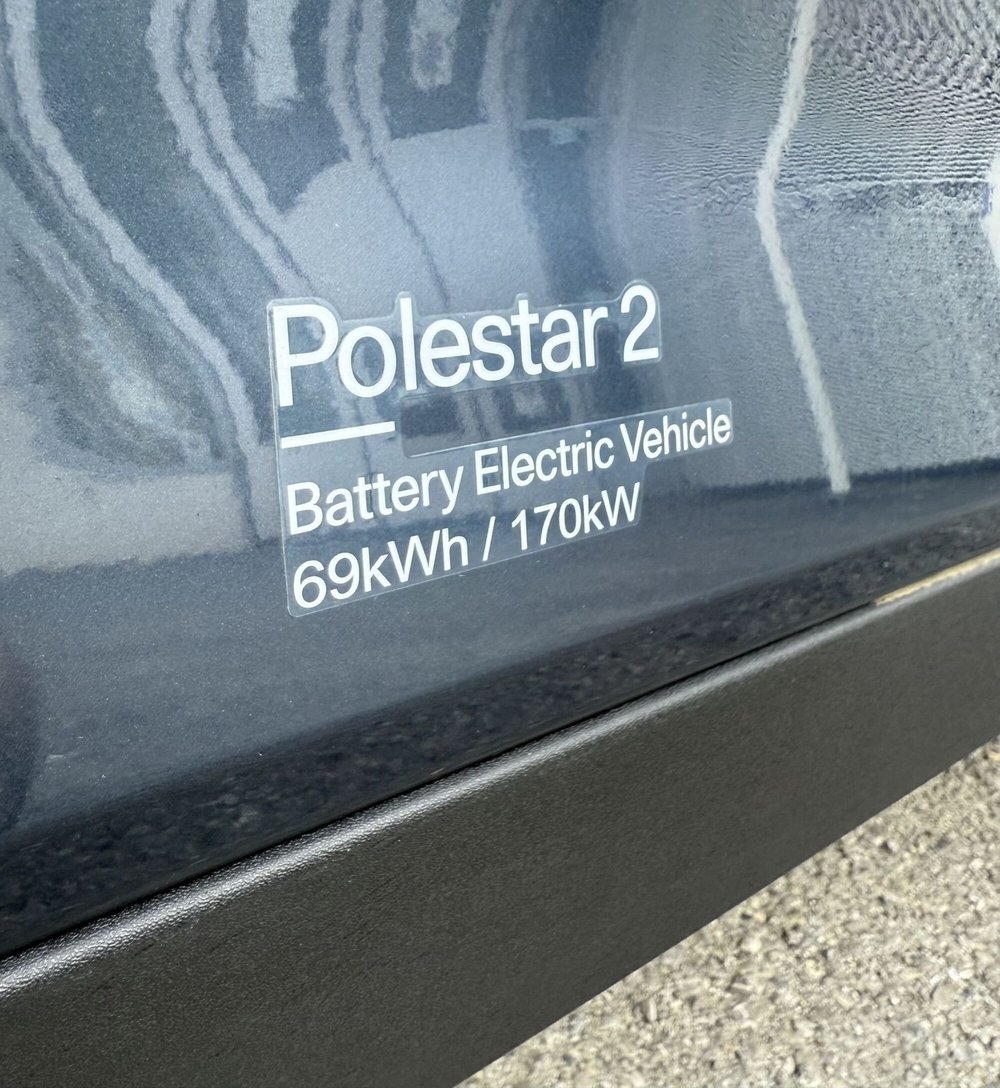 Polestar 2
Battery Electric Vehicle
69kWh / 170kW